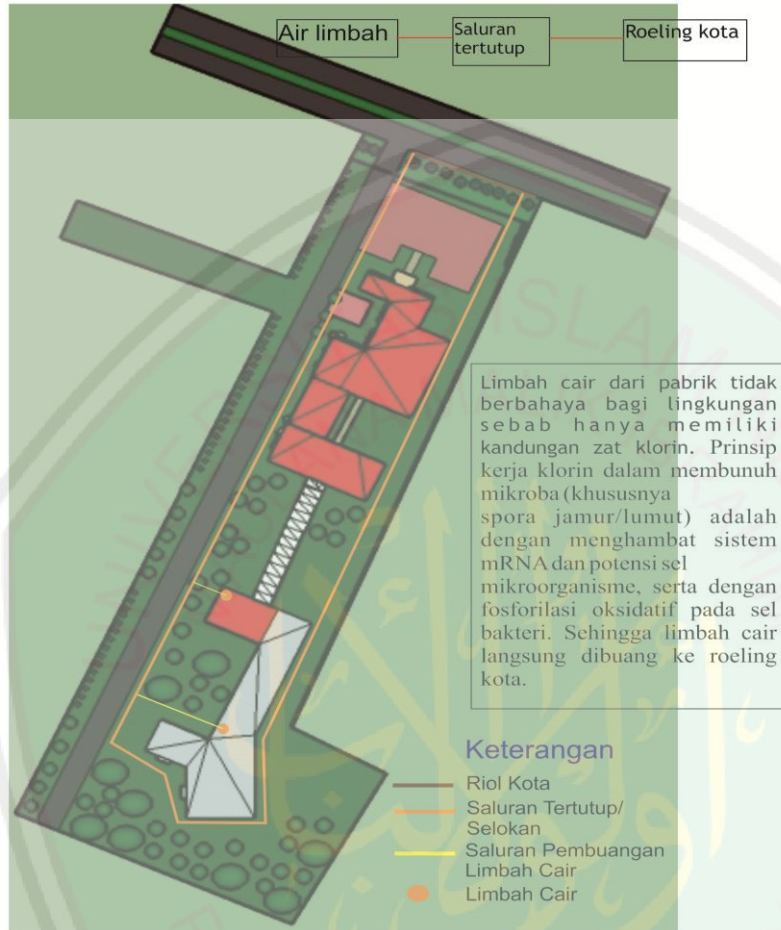 Air limbah
Saluran
tertutup
Roeling kota
Limbah cair dari pabrik tidak
berbahaya bagi lingkungan
sebab hanya memiliki
kandungan zat klorin. Prinsip
kerja klorin dalam membunuh
mikroba (khususnya
spora jamur/lumut) adalah
dengan menghambat sistem
mRNA dan potensi sel
mikroorganisme, serta dengan
fosforilasi oksidatif pada sel
bakteri. Sehingga limbah cair
langsung dibuang ke roeling
kota.
Keterangan
Riol Kota
Saluran Tertutup/
Selokan
Saluran Pembuangan
Limbah Cair
Limbah Cair